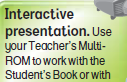 Interactive
presentation. Use
your Teacher's Multi-
ROM to work with the
Student's Book or with